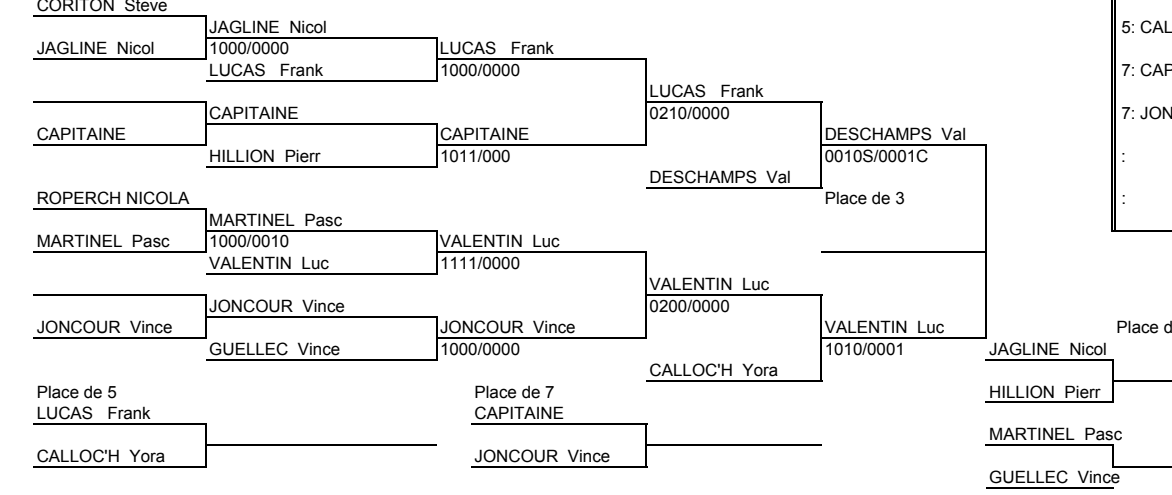 CORITON Steve
JAGLINE Nicol
JAGLINE Nicol
1000/0000
LUCAS Frank
LUCAS Frank
1000/0000
CAPITAINE
CAPITAINE
HILLION Pierr
CAPITAINE
1011/000
LUCAS Frank
0210/0000
DESCHAMPS Val
DESCHAMPS Val
0010S/0001C
Place de 3
ROPERCH NICOLA
MARTINEL Pasc
MARTINEL Pasc
1000/0010
VALENTIN Luc
VALENTIN Luc
1111/0000
JONCOUR Vince
JONCOUR Vince
GUELLEC Vince
JONCOUR Vince
1000/0000
VALENTIN Luc
0200/0000
CALLOC'H Yora
VALENTIN Luc
1010/0001
Place de 5
LUCAS Frank
CALLOC'H Yora
Place de 7
CAPITAINE
JONCOUR Vince
JAGLINE Nicol
HILLION Pierr
MARTINEL Pasc
GUELLEC Vince
5: CAL
7: CAP
7: JON
:
:
Place d